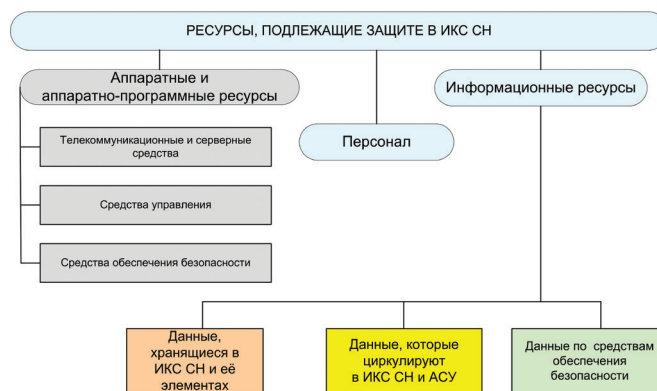 РЕСУРСЫ, ПОДЛЕЖАЩИЕ ЗАЩИТЕ В ИКС СН
Аппаратные и
аппаратно-программные ресурсы
Информационные ресурсы
Персонал
Телекоммуникационные и серверные
средства
Средства управления
Средства обеспечения безопасности
Данные,
хранящиеся в
ИКС СН и её
элементах
Данные, которые
циркулируют
в ИКС СН и АСУ
Данные по средствам
обеспечения
безопасности